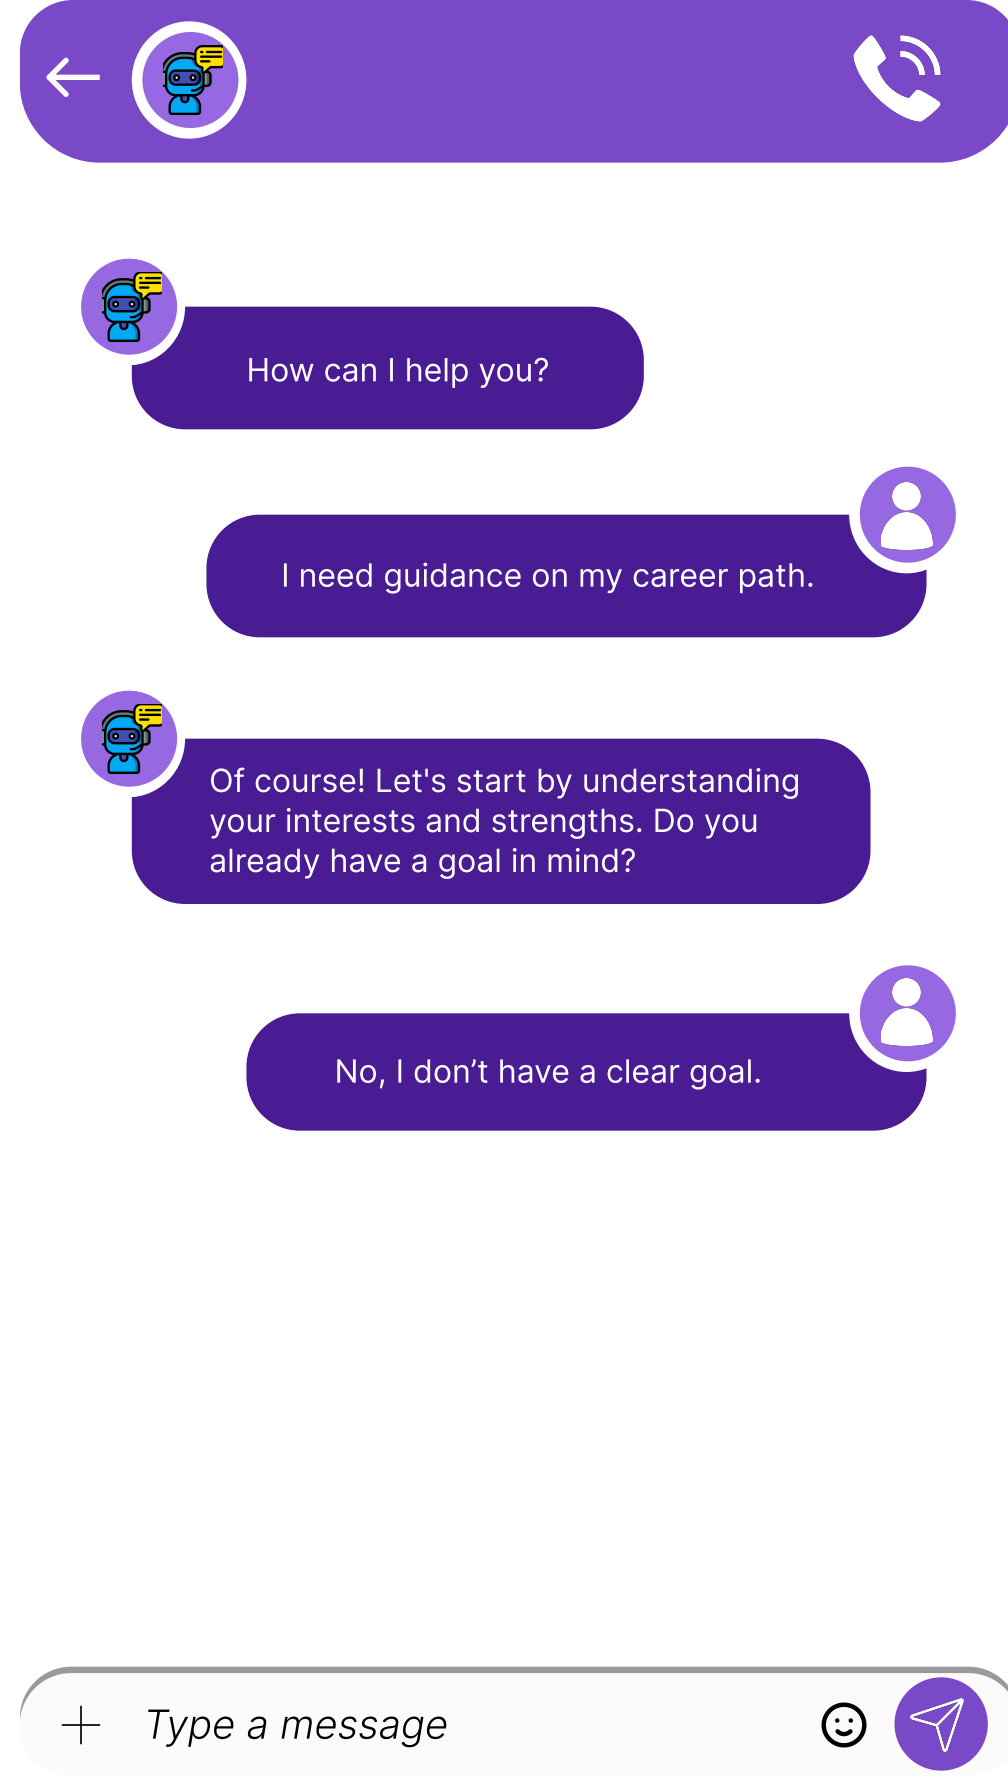 How can I help you?
I need guidance on my career path.
Of course! Let's start by understanding
your interests and strengths. Do you
already have a goal in mind?
No, I don’t have a clear goal.
Type a message